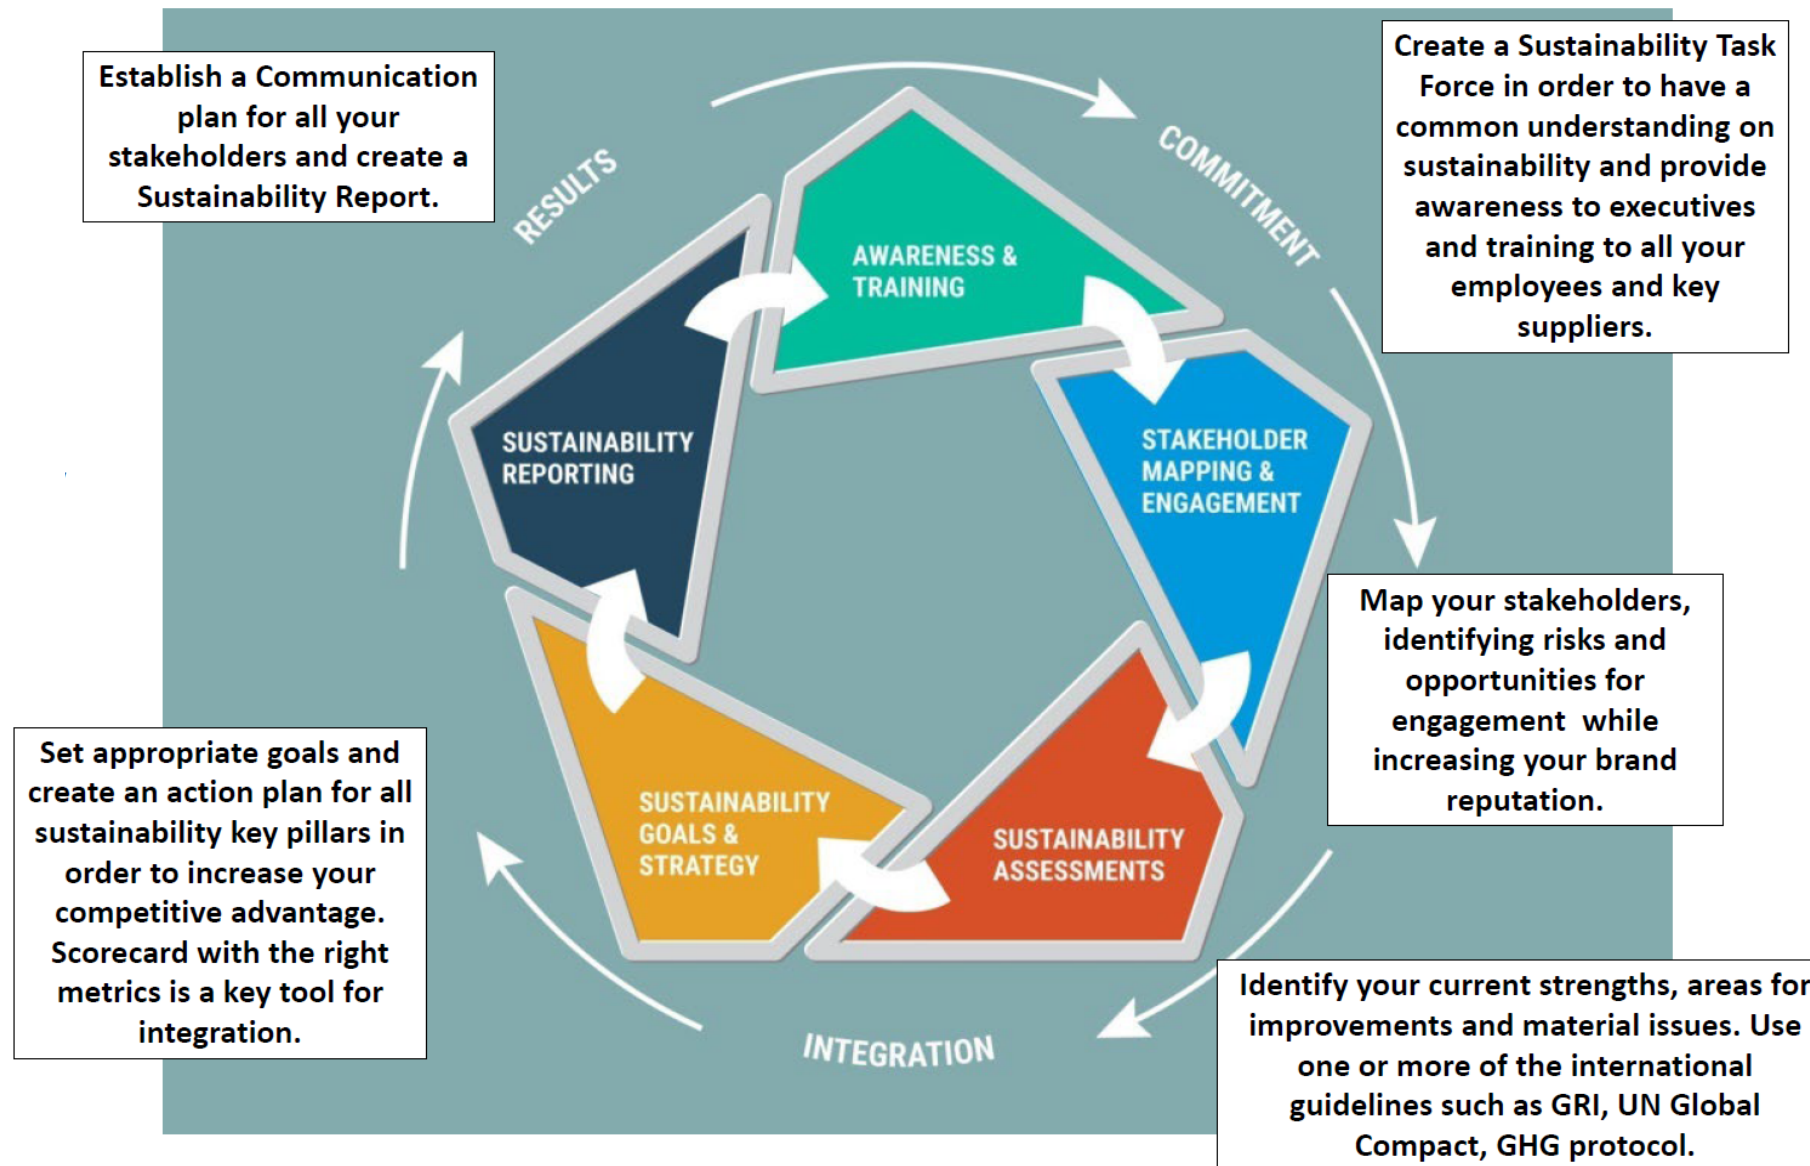 Establish a Communication
plan for all your
stakeholders and create a
Sustainability Report.
Create a Sustainability Task
Force in order to have a
common understanding on
sustainability and provide
awareness to executives
and training to all your
employees and key
suppliers.
RESULTS
COMMITMENT
AWARENESS &
TRAINING
SUSTAINABILITY
REPORTING
STAKEHOLDER
MAPPING &
ENGAGEMENT
Map your stakeholders,
identifying risks and
opportunities for
engagement while
increasing your brand
reputation.
Set appropriate goals and
create an action plan for all
sustainability key pillars in
order to increase your
competitive advantage.
Scorecard with the right
metrics is a key tool for
integration.
SUSTAINABILITY
GOALS &
STRATEGY
SUSTAINABILITY
ASSESSMENTS
INTEGRATION
Identify your current strengths, areas for
improvements and material issues. Use
one or more of the international
guidelines such as GRI, UN Global
Compact, GHG protocol.